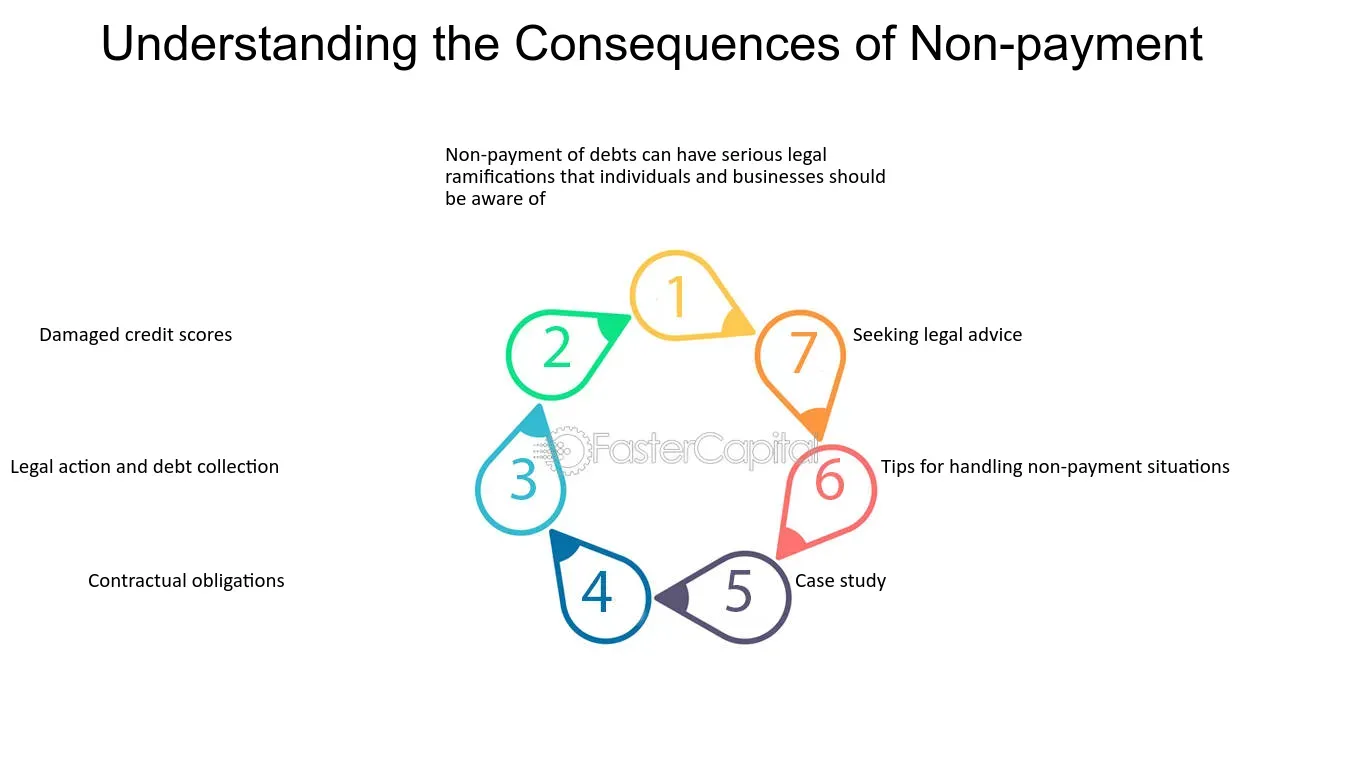 Understanding the Consequences of Non-payment
Non-payment of debts can have serious legal
ramifications that individuals and businesses should
be aware of
1
2
7
Damaged credit scores
Seeking legal advice
FasterCapital
3
6
Legal action and debt collection
Tips for handling non-payment situations
4
5
Contractual obligations
Case study